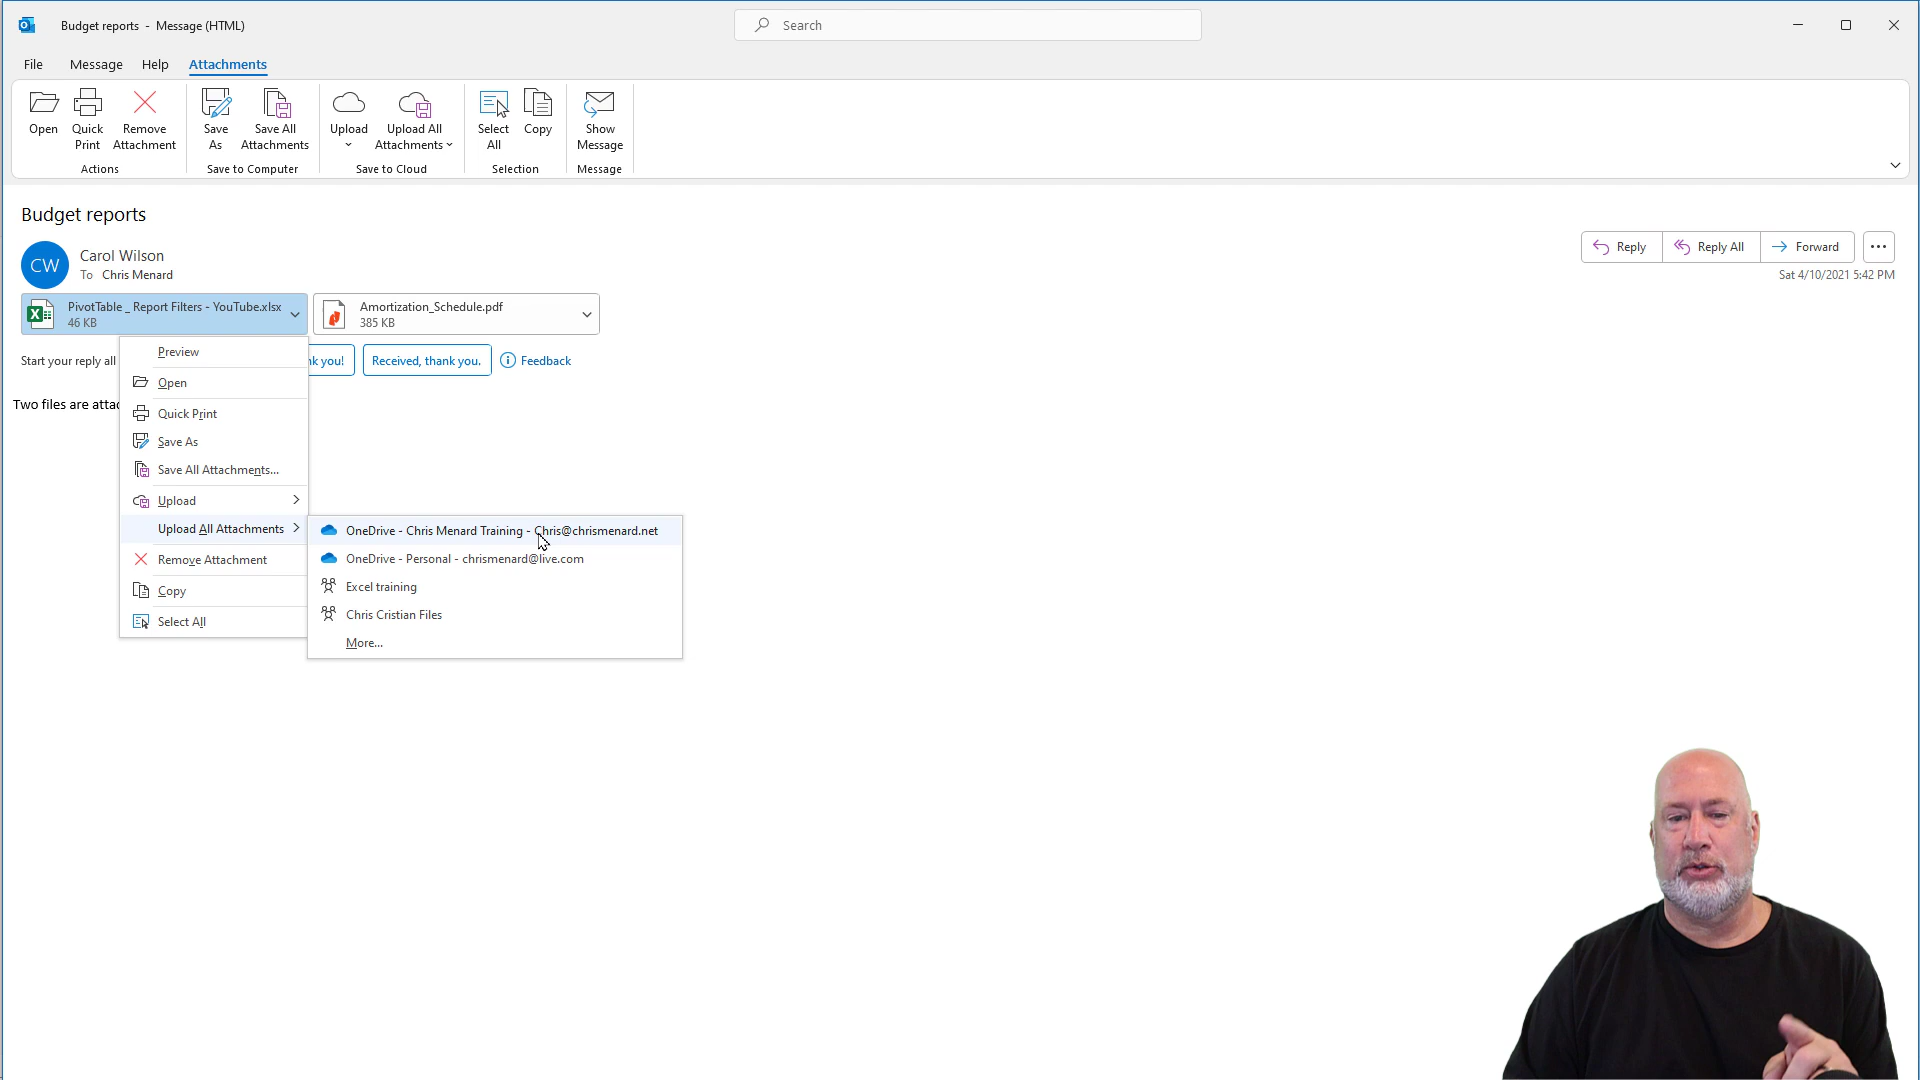 Budget reports - Message (HTML)
Search
File
Message
Help
Attachments
Open
Quick
Print
Remove
Attachment
Actions
Save
As
Save All
Attachments
Save to Computer
Upload
Upload All
Attachments
Save to Cloud
Select
All
Copy
Selection
Show
Message
Message
Budget reports
CW
Carol Wilson
To Chris Menard
Reply
Reply All
Forward
Sat 4/10/2021 5:42 PM
PivotTable _ Report Filters - YouTube.xlsx
46 KB
Amortization_Schedule.pdf
385 KB
Start your reply all
nk you!
Received, thank you.
Feedback
Two files are attac
Preview
Open
Quick Print
Save As
Save All Attachments...
Upload
Upload All Attachments
Remove Attachment
Copy
Select All
OneDrive - Chris Menard Training - Chris@chrismenard.net
OneDrive - Personal - chrismenard@live.com
Excel training
Chris Cristian Files
More...